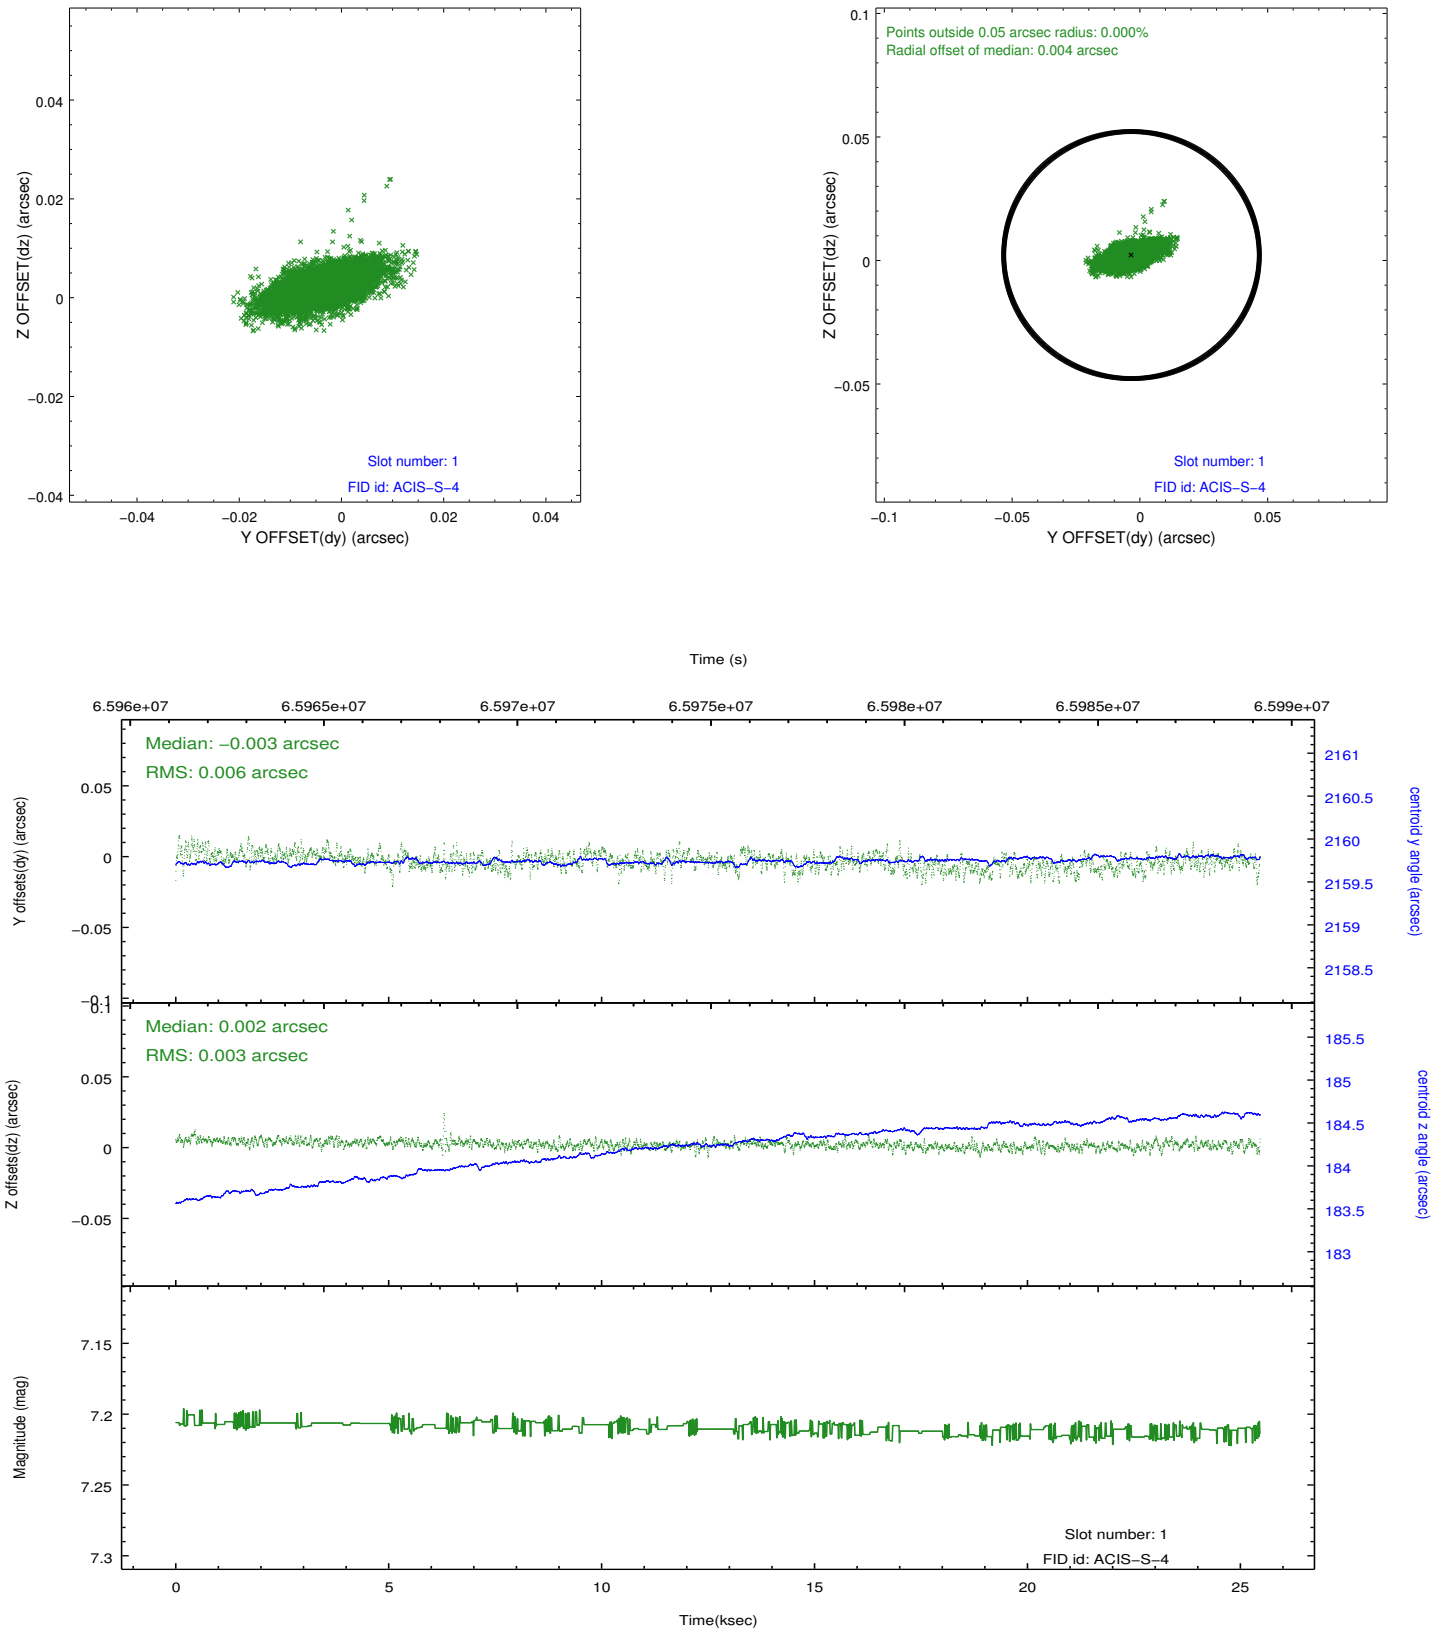 0.04
0.02
0
−0.02
−0.04
Z OFFSET(dz) (arcsec)
Slot number: 1
FID id: ACIS−S−4
−0.04
−0.02
0
0.02
0.04
Y OFFSET(dy) (arcsec)
0.1
0.05
0
−0.05
Z OFFSET(dz) (arcsec)
Points outside 0.05 arcsec radius: 0.000%
Radial offset of median: 0.004 arcsec
Slot number: 1
FID id: ACIS−S−4
−0.1
−0.05
0
0.05
Y OFFSET(dy) (arcsec)
Time (s)
6.596e+07
6.5965e+07
6.597e+07
6.5975e+07
6.598e+07
6.5985e+07
6.599e+07
Median: −0.003 arcsec
RMS: 0.006 arcsec
0.05
0
−0.05
−0.1
Y offsets(dy) (arcsec)
2161
2160.5
2160
2159.5
2159
2158.5
centroid y angle (arcsec)
Median: 0.002 arcsec
RMS: 0.003 arcsec
0.1
0.05
0
−0.05
Z offsets(dz) (arcsec)
185.5
185
184.5
184
183.5
183
centroid z angle (arcsec)
7.15
7.2
7.25
7.3
Magnitude (mag)
Slot number: 1
FID id: ACIS−S−4
0
5
10
15
20
25
Time(ksec)